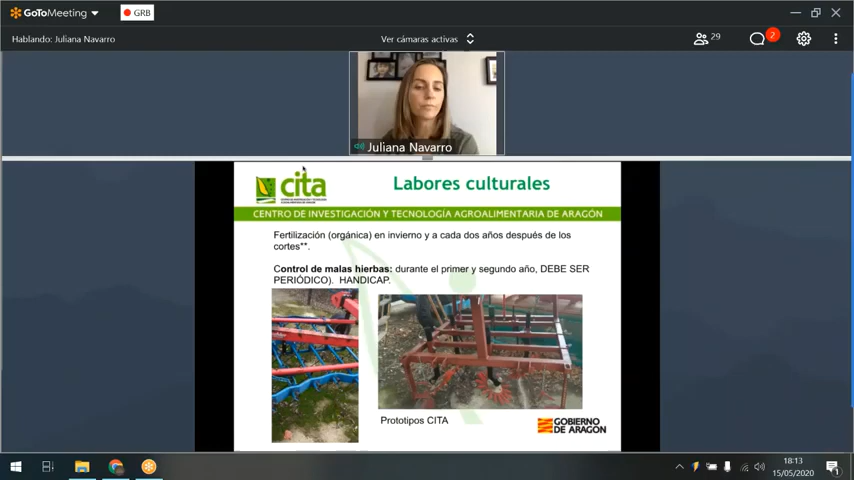 GoToMeeting
GRB
Hablando: Juliana Navarro
Ver cámaras activas
29
2
Juliana Navarro
cita
Labores culturales
CENTRO DE INVESTIGACIÓN Y TECNOLOGÍA AGROALIMENTARIA DE ARAGÓN
Fertilización (orgánica) en invierno y a cada dos años después de los
cortes**.
Control de malas hierbas: durante el primer y segundo año, DEBE SER
PERIÓDICO). HANDICAP.
Prototipos CITA
GOBIERNO
DE ARAGON
18:13
15/05/2020
1